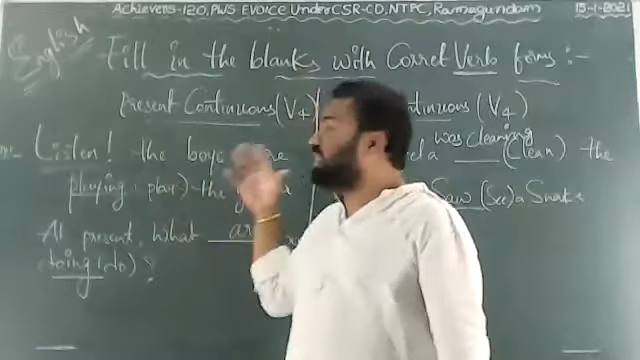 Achievers-120, PWS EVOICE Under CSR-CD, NTPC, Ramagundam 15-1-2021
English
Fill in the blanks with Corret Verb forms :-
Present Continuous (V4) (V4)
Listen! the boys was cleaning (Clean) the
playing (play) the Saw (See) a Snake
At present, What are
doing (do) ?